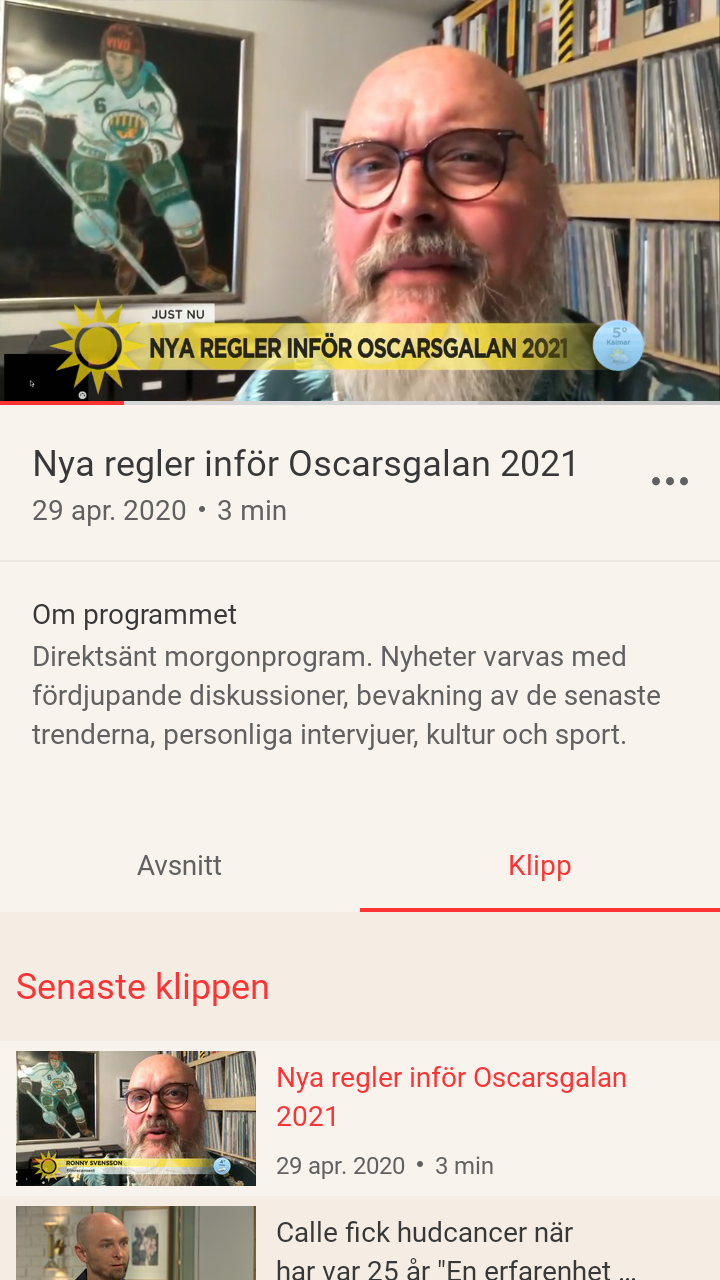 VIVO
6
JUST NU
NYA REGLER INFÖR OSCARSGALAN 2021
5°
Kalmar
Nya regler inför Oscarsgalan 2021
29 apr. 2020 • 3 min
Om programmet
Direktsänt morgonprogram. Nyheter varvas med
fördjupande diskussioner, bevakning av de senaste
trenderna, personliga intervjuer, kultur och sport.
Avsnitt
Klipp
Senaste klippen
Nya regler inför Oscarsgalan
2021
29 apr. 2020 • 3 min
RONNY SVENSSON
Calle fick hudcancer när
har var 25 år "En erfarenhet ...